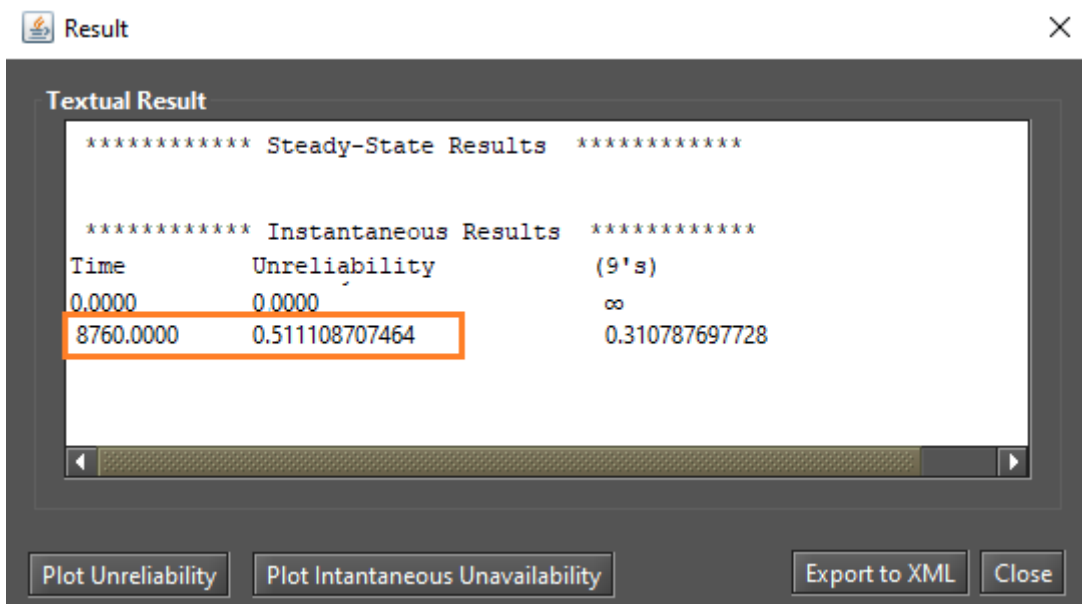 Result
Textual Result
************ Steady-State Results ************
************ Instantaneous Results ************
Time Unreliability (9's)
0.0000 0.0000 ∞
8760.0000 0.511108707464 0.310787697728
Plot Unreliability Plot Intantaneous Unavailability Export to XML Close